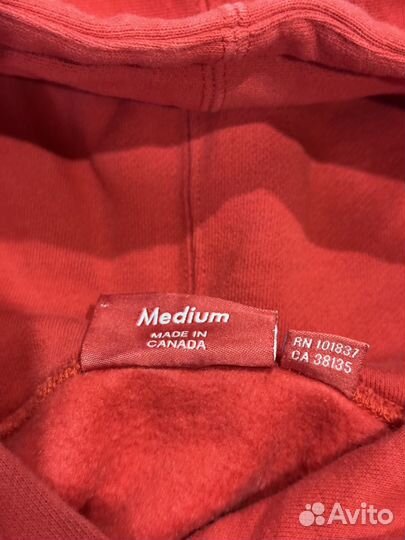 Medium
MADE IN
CANADA
RN 101837
CA 38135
Avito